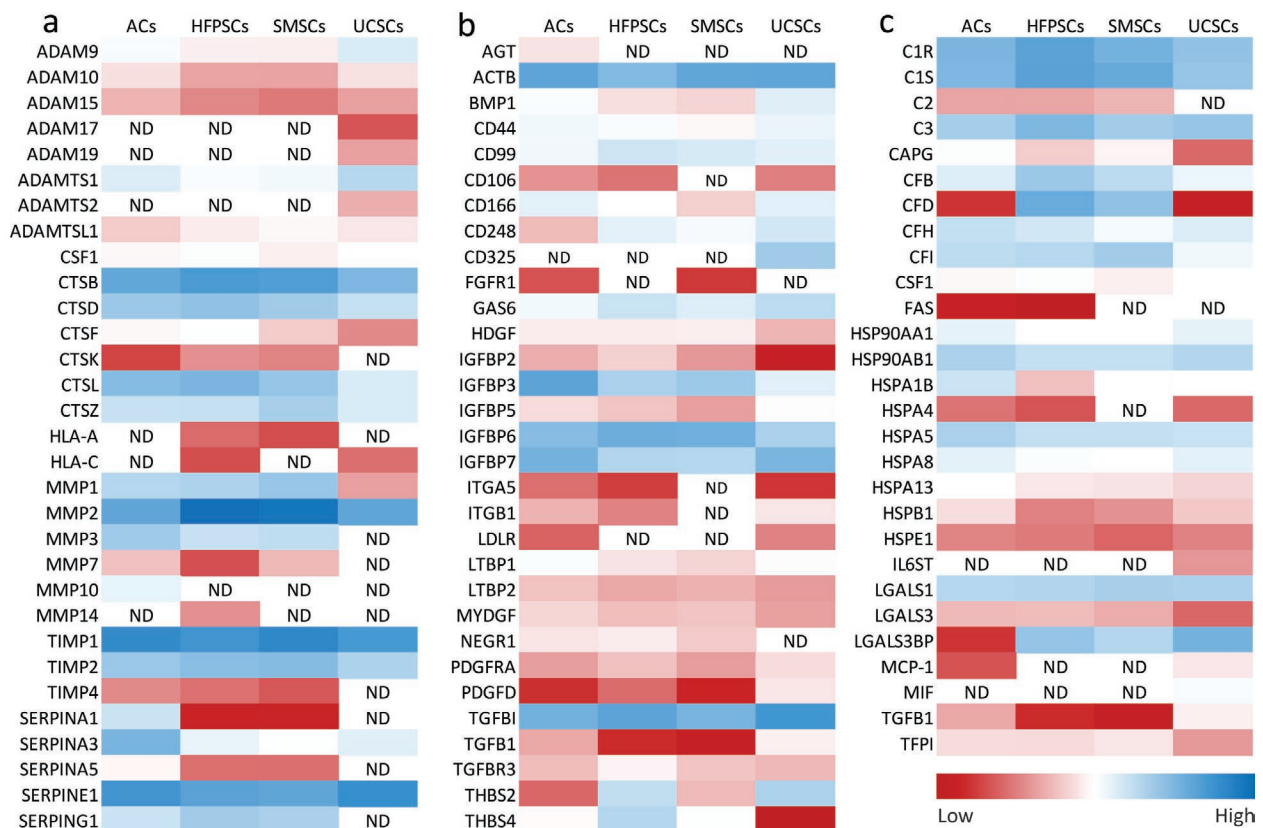 a ACs HFPSCs SMSCs UCSCs
ADAM9
ADAM10
ADAM15
ADAM17 ND ND ND
ADAM19 ND ND ND
ADAMTS1
ADAMTS2 ND ND ND
ADAMTSL1
CSF1
CTSB
CTSD
CTSF
CTSK ND
CTSL
CTSZ
HLA-A ND ND
HLA-C ND ND
MMP1
MMP2
MMP3 ND
MMP7 ND
MMP10 ND ND ND
MMP14 ND ND ND
TIMP1
TIMP2
TIMP4 ND
SERPINA1 ND
SERPINA3
SERPINA5 ND
SERPINE1
SERPING1 ND
b ACs HFPSCs SMSCs UCSCs
AGT ND ND ND
ACTB
BMP1
CD44
CD99
CD106 ND
CD166
CD248
CD325 ND ND ND
FGFR1 ND ND
GAS6
HDGF
IGFBP2
IGFBP3
IGFBP5
IGFBP6
IGFBP7
ITGA5 ND
ITGB1 ND
LDLR ND ND
LTBP1
LTBP2
MYDGF
NEGR1 ND
PDGFRA
PDGFD
TGFBI
TGFB1
TGFBR3
THBS2
THBS4
c ACs HFPSCs SMSCs UCSCs
C1R
C1S
C2 ND
C3
CAPG
CFB
CFD
CFH
CFI
CSF1
FAS ND ND
HSP90AA1
HSP90AB1
HSPA1B
HSPA4 ND
HSPA5
HSPA8
HSPA13
HSPB1
HSPE1
IL6ST ND ND ND
LGALS1
LGALS3
LGALS3BP
MCP-1 ND ND
MIF ND ND ND
TGFB1
TFPI
Low High